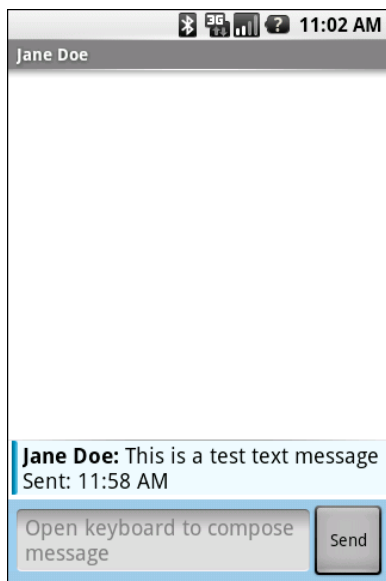 3G 11:02 AM
Jane Doe
Jane Doe: This is a test text message
Sent: 11:58 AM
Open keyboard to compose
message
Send